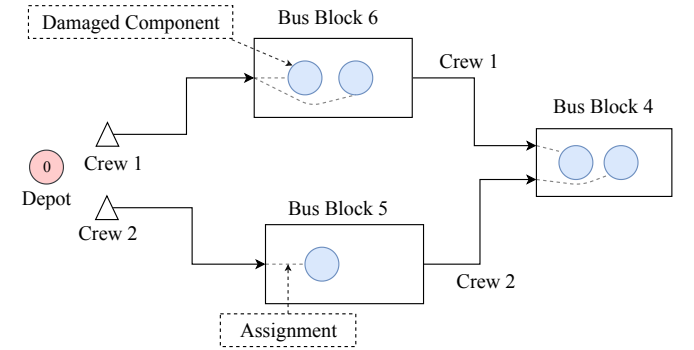 Damaged Component
Bus Block 6
Crew 1
Bus Block 4
Crew 1
0
Depot
Crew 2
Bus Block 5
Crew 2
Assignment